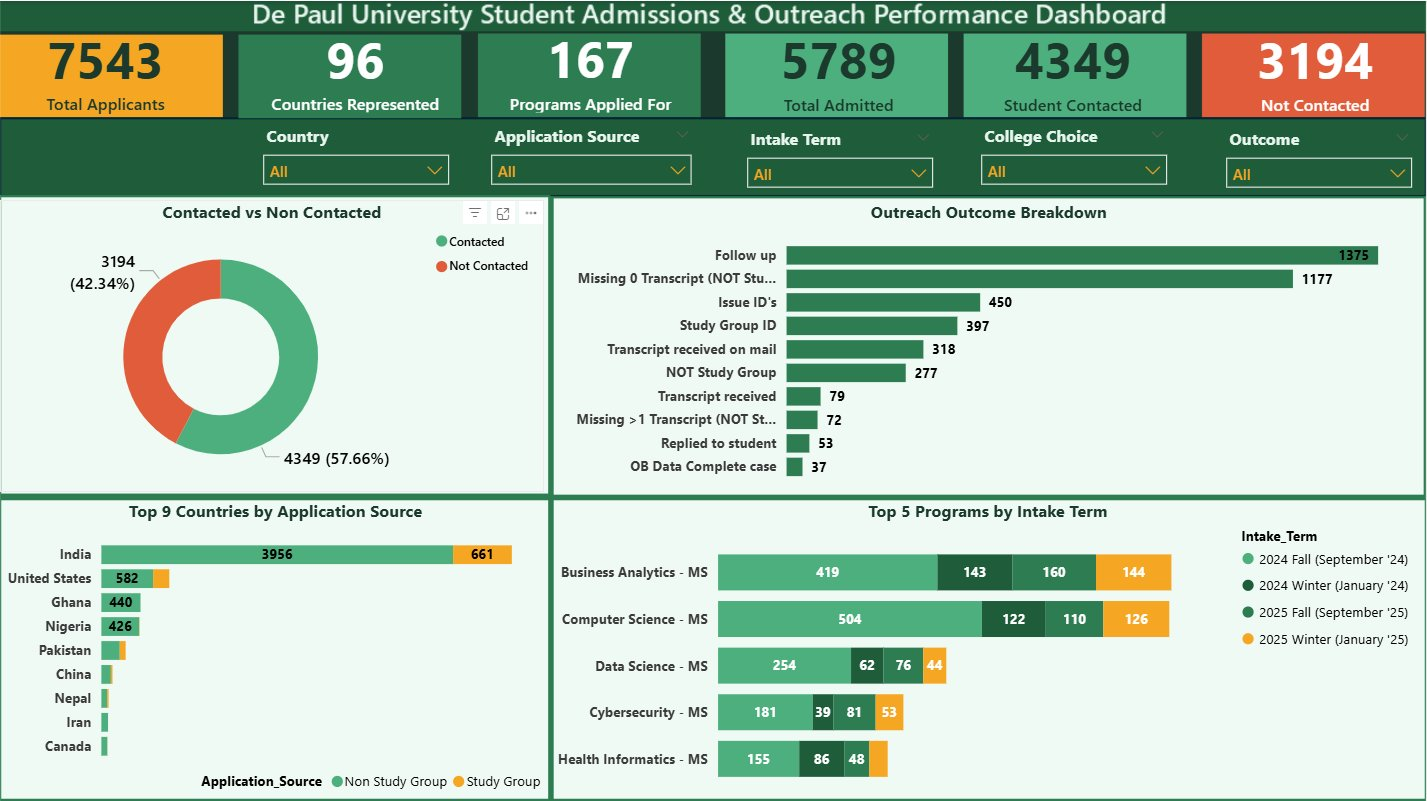 De Paul University Student Admissions & Outreach Performance Dashboard
7543
Total Applicants
96
Countries Represented
167
Programs Applied For
5789
Total Admitted
4349
Student Contacted
3194
Not Contacted
Country
All
Application Source
All
Intake Term
All
College Choice
All
Outcome
All
Contacted vs Non Contacted
Contacted
Not Contacted
3194
(42.34%)
4349 (57.66%)
Outreach Outcome Breakdown
Follow up 1375
Missing 0 Transcript (NOT Stu... 1177
Issue ID's 450
Study Group ID 397
Transcript received on mail 318
NOT Study Group 277
Transcript received 79
Missing >1 Transcript (NOT St... 72
Replied to student 53
OB Data Complete case 37
Top 9 Countries by Application Source
India 3956 661
United States 582
Ghana 440
Nigeria 426
Pakistan
China
Nepal
Iran
Canada
Application_Source Non Study Group Study Group
Top 5 Programs by Intake Term
Business Analytics - MS 419 143 160 144
Computer Science - MS 504 122 110 126
Data Science - MS 254 62 76 44
Cybersecurity - MS 181 39 81 53
Health Informatics - MS 155 86 48
Intake_Term
2024 Fall (September '24)
2024 Winter (January '24)
2025 Fall (September '25)
2025 Winter (January '25)